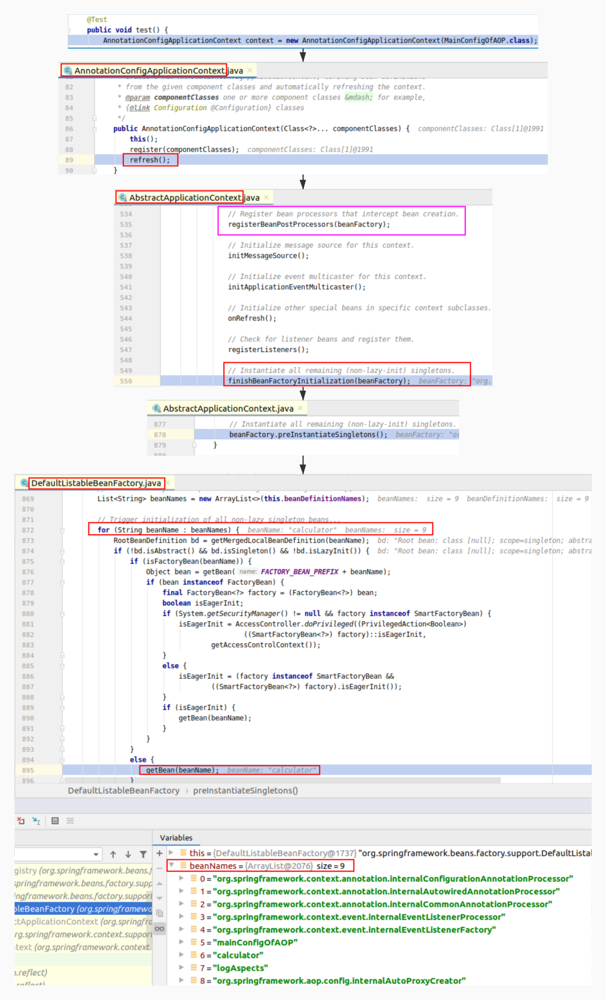 @Test
public void test() {
AnnotationConfigApplicationContext context = new AnnotationConfigApplicationContext(MainConfigOfAOP.class);
AnnotationConfigApplicationContext.java
82 * from the given component classes and automatically refreshing the context.
83 * @param componentClasses one or more component classes &mdash; for example,
84 * {@link Configuration @Configuration} classes
85 */
86 public AnnotationConfigApplicationContext(Class<?>... componentClasses) { componentClasses: Class[1]@1991
87 this();
88 register(componentClasses); componentClasses: Class[1]@1991
89 refresh();
90 }
AbstractApplicationContext.java
534 // Register bean processors that intercept bean creation.
535 registerBeanPostProcessors(beanFactory);
536
537 // Initialize message source for this context.
538 initMessageSource();
539
540 // Initialize event multicaster for this context.
541 initApplicationEventMulticaster();
542
543 // Initialize other special beans in specific context subclasses.
544 onRefresh();
545
546 // Check for listener beans and register them.
547 registerListeners();
548
549 // Instantiate all remaining (non-lazy-init) singletons.
550 finishBeanFactoryInitialization(beanFactory); beanFactory: "org.
AbstractApplicationContext.java
877 // Instantiate all remaining (non-lazy-init) singletons.
878 beanFactory.preInstantiateSingletons(); beanFactory: "or
879 }
DefaultListableBeanFactory.java
869 List<String> beanNames = new ArrayList<>(this.beanDefinitionNames); beanNames: size = 9 beanDefinitionNames: size = 9
870
871 // Trigger initialization of all non-lazy singleton beans...
872 for (String beanName : beanNames) { beanName: "calculator" beanNames: size = 9
873 RootBeanDefinition bd = getMergedLocalBeanDefinition(beanName); bd: "Root bean: class [null]; scope=singleton; abstra
874 if (!bd.isAbstract() && bd.isSingleton() && !bd.isLazyInit()) { bd: "Root bean: class [null]; scope=singleton; abstra
875 if (isFactoryBean(beanName)) {
876 Object bean = getBean( name: FACTORY_BEAN_PREFIX + beanName);
877 if (bean instanceof FactoryBean) {
878 final FactoryBean<?> factory = (FactoryBean<?>) bean;
879 boolean isEagerInit;
880 if (System.getSecurityManager() != null && factory instanceof SmartFactoryBean) {
881 isEagerInit = AccessController.doPrivileged((PrivilegedAction<Boolean>)
882 ((SmartFactoryBean<?>) factory)::isEagerInit,
883 getAccessControlContext());
884 }
885 else {
886 isEagerInit = (factory instanceof SmartFactoryBean &&
887 ((SmartFactoryBean<?>) factory).isEagerInit());
888 }
889 if (isEagerInit) {
890 getBean(beanName);
891 }
892 }
893 }
894 else {
895 getBean(beanName); beanName: "calculator"
896 }
DefaultListableBeanFactory › preInstantiateSingletons()
Variables
this = {DefaultListableBeanFactory@1737} "org.springframework.beans.factory.support.DefaultLista
gistry (org.springframework.beans.f
beanNames = {ArrayList@2076} size = 9
springframework.beans.factory.supp
0 = "org.springframework.context.annotation.internalConfigurationAnnotationProcessor"
ingframework.beans.factory.support
1 = "org.springframework.context.annotation.internalAutowiredAnnotationProcessor"
bleBeanFactory (org.springframewo
2 = "org.springframework.context.annotation.internalCommonAnnotationProcessor"
ctApplicationContext (org.springfra
3 = "org.springframework.context.event.internalEventListenerProcessor"
rg.springframework.context.support
4 = "org.springframework.context.event.internalEventListenerFactory"
text (org.springframework.context.
5 = "mainConfigOfAOP"
6 = "calculator"
n.reflect)
7 = "logAspects"
8 = "org.springframework.aop.config.internalAutoProxyCreator"